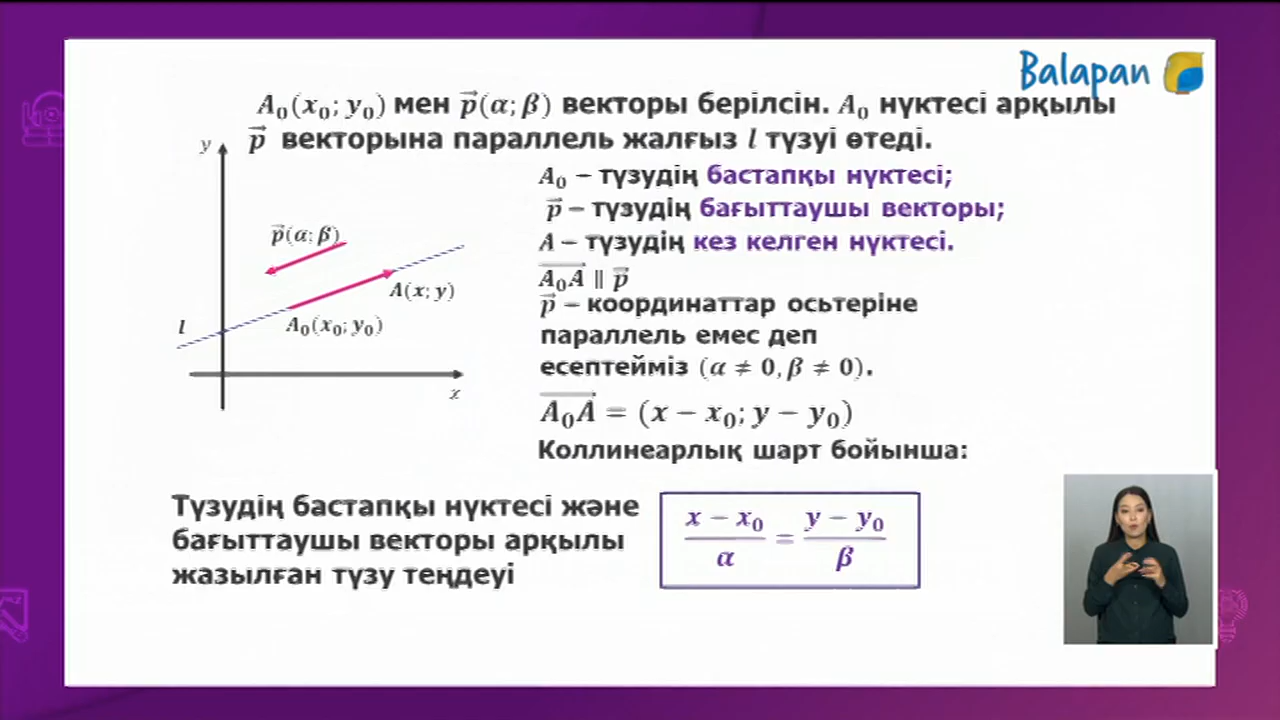 Balapan
A₀(x₀; y₀) мен p⃗(α; β) векторы берілсін. A₀ нүктесі арқылы
p⃗ векторына параллель жалғыз l түзуі өтеді.
y
p⃗(α; β)
A(x; y)
l
A₀(x₀; y₀)
x
A₀ – түзудің бастапқы нүктесі;
p⃗ – түзудің бағыттаушы векторы;
A – түзудің кез келген нүктесі.
A₀A⃗ ∥ p⃗
p⃗ – координаттар осьтеріне
параллель емес деп
есептейміз (α ≠ 0, β ≠ 0).
A₀A⃗ = (x − x₀; y − y₀)
Коллинеарлық шарт бойынша:
Түзудің бастапқы нүктесі және
бағыттаушы векторы арқылы
жазылған түзу теңдеуі
(x − x₀)/α = (y − y₀)/β